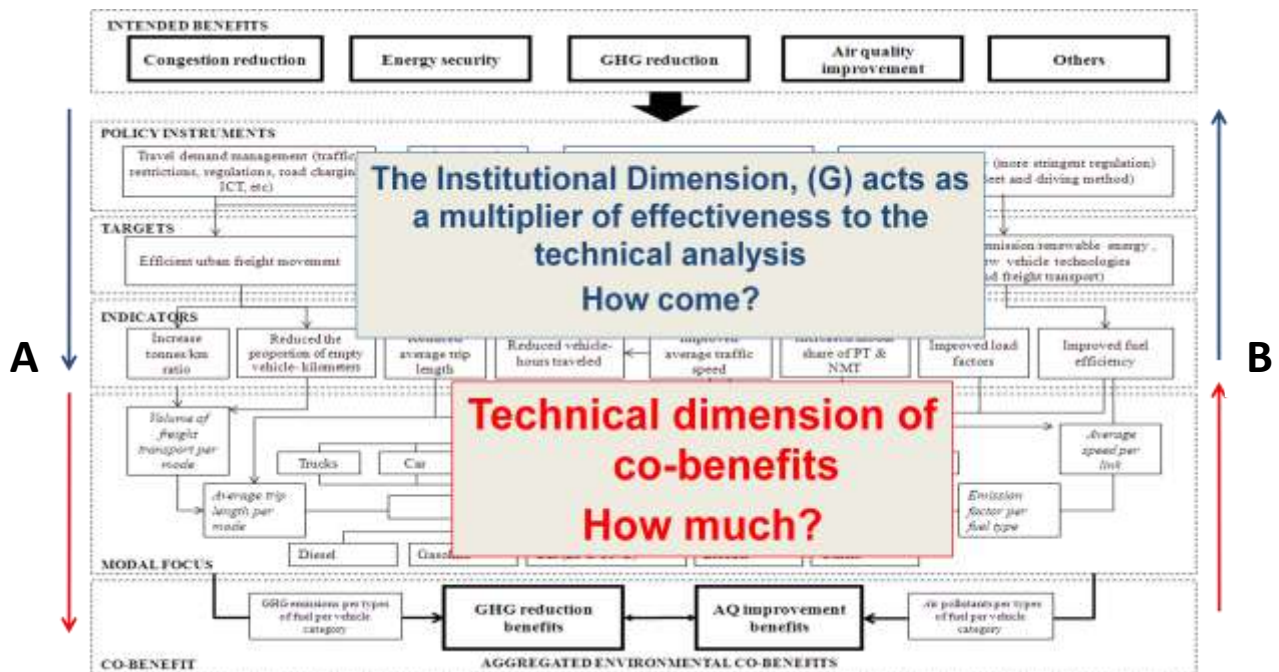 INTENDED BENEFITS
Congestion reduction
Energy security
GHG reduction
Air quality
improvement
Others
POLICY INSTRUMENTS
Travel demand management (traffic
restrictions, regulations, road charging
ICT, etc)
(more stringent regulation)
and driving method)
The Institutional Dimension, (G) acts as
a multiplier of effectiveness to the
technical analysis
How come?
TARGETS
Efficient urban freight movement
renewable energy ,
vehicle technologies
freight transport)
A
B
INDICATORS
Increase
tonnes km
ratio
Reduced the
proportion of empty
vehicle- kilometers
Reduced
average trip
length
Reduced vehicle-
hours traveled
Improved
average traffic
speed
share of PT &
NMT
Improved load
factors
Improved fuel
efficiency
Technical dimension of
co-benefits
How much?
Volume of
freight
transport per
mode
Trucks
Car
Average
speed per
link
Average trip
length per
mode
Emission
factor per
fuel type
Diesel
MODAL FOCUS
GHG emissions per types
of fuel per vehicle
category
GHG reduction
benefits
AQ improvement
benefits
Air pollutants per types
of fuel per vehicle
category
CO-BENEFIT
AGGREGATED ENVIRONMENTAL CO-BENEFITS